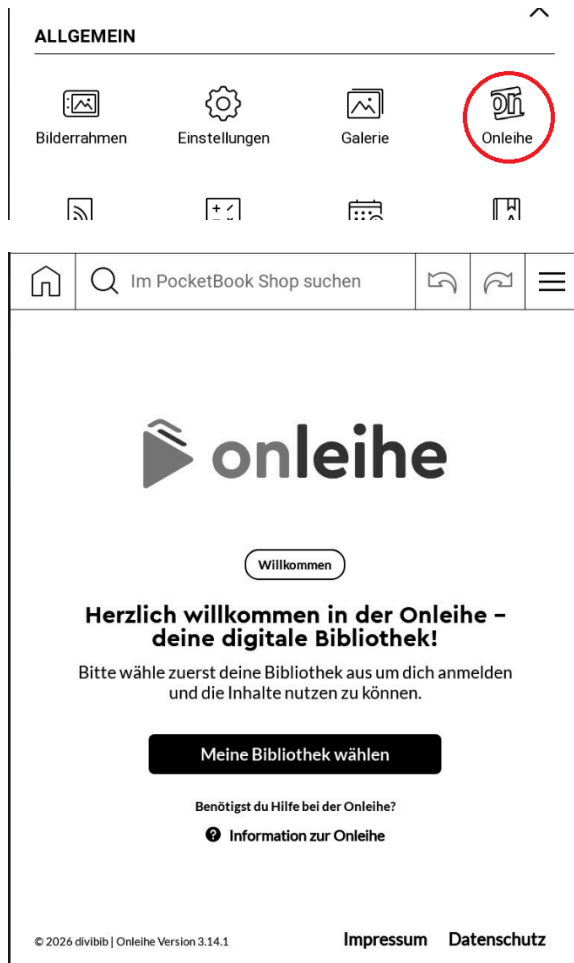 ALLGEMEIN
Bilderrahmen Einstellungen Galerie Onleihe
Im PocketBook Shop suchen
onleihe
Willkommen
Herzlich willkommen in der Onleihe –
deine digitale Bibliothek!
Bitte wähle zuerst deine Bibliothek aus um dich anmelden
und die Inhalte nutzen zu können.
Meine Bibliothek wählen
Benötigst du Hilfe bei der Onleihe?
Information zur Onleihe
© 2026 divibib | Onleihe Version 3.14.1 Impressum Datenschutz